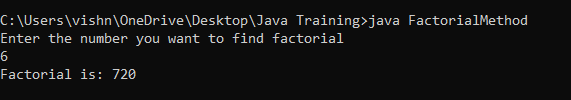 C:\Users\vishn\OneDrive\Desktop\Java Training>java FactorialMethod
Enter the number you want to find factorial
6
Factorial is: 720